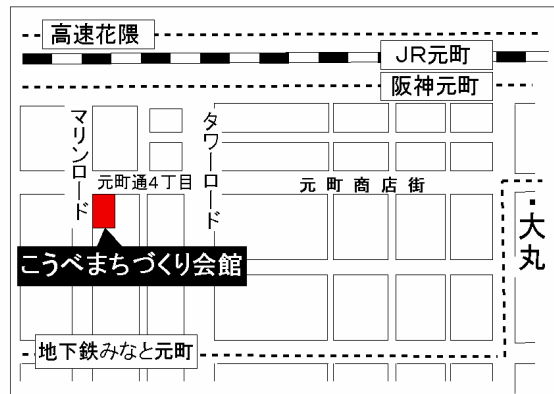 高速花隈
JR元町
阪神元町
マリンロード
タワーロード
元町通4丁目
元町商店街
・大丸
こうべまちづくり会館
地下鉄みなと元町